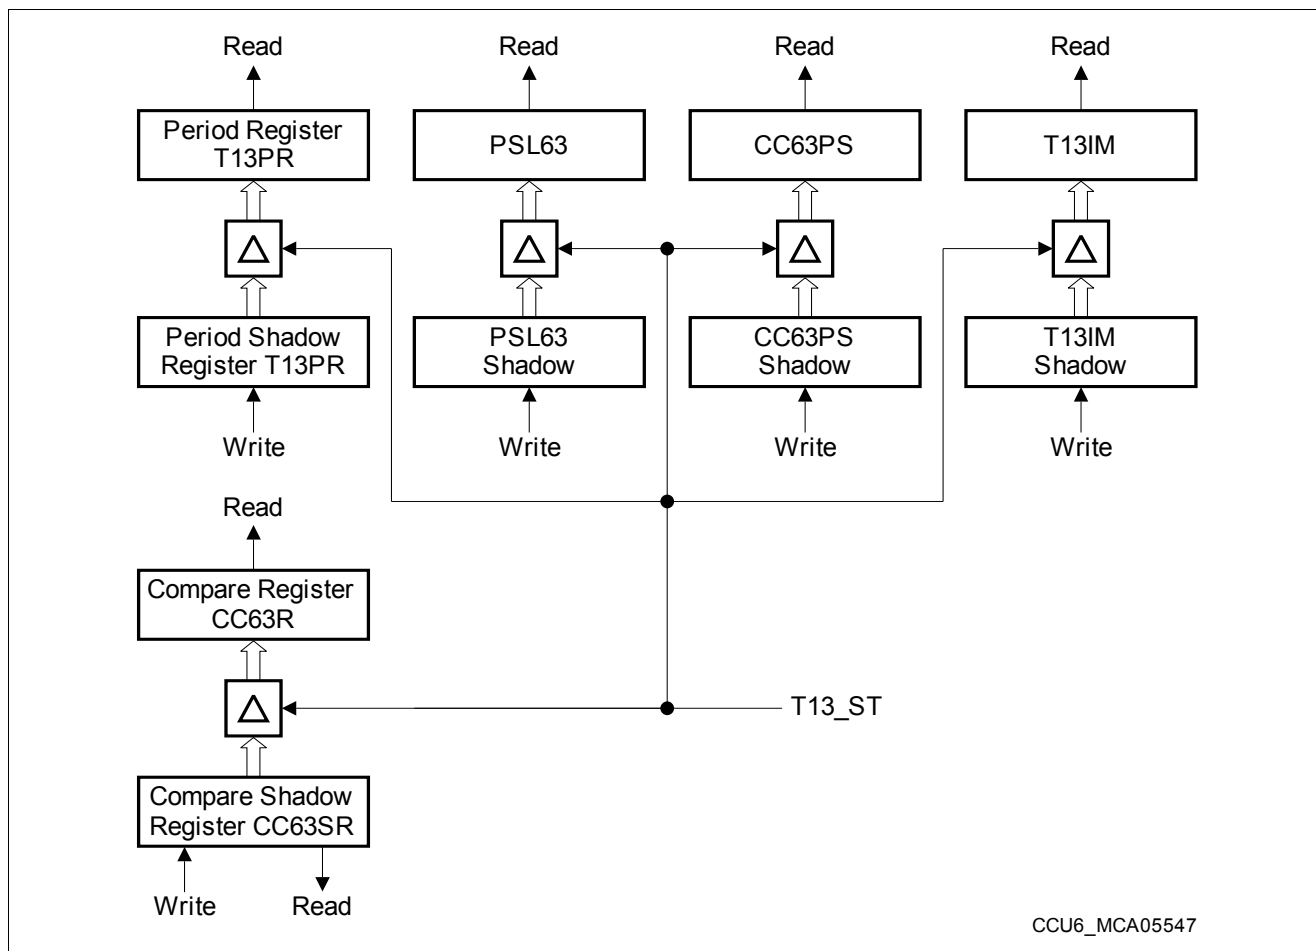 Read
Read
Read
Read
Period Register
T13PR
PSL63
CC63PS
T13IM
Period Shadow
Register T13PR
PSL63
Shadow
CC63PS
Shadow
T13IM
Shadow
Write
Write
Write
Write
Read
Compare Register
CC63R
T13_ST
Compare Shadow
Register CC63SR
Write
Read
CCU6_MCA05547